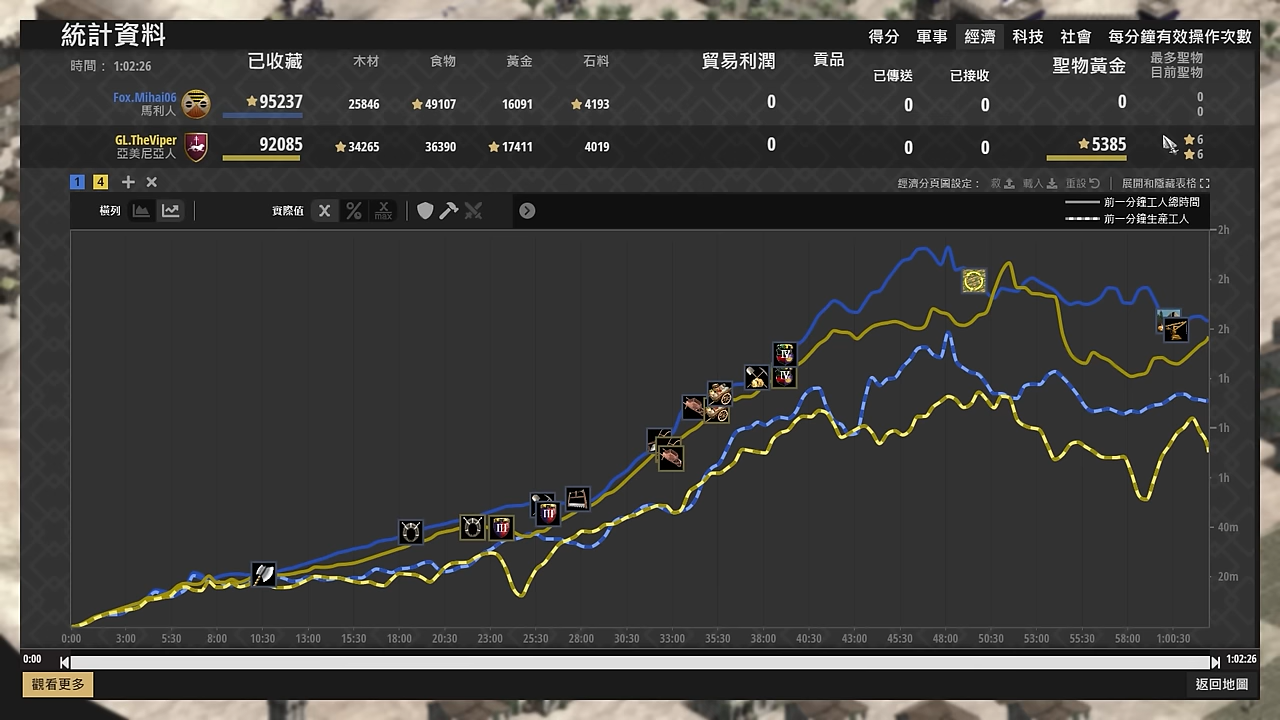 統計資料
得分 軍事 經濟 科技 社會 每分鐘有效操作次數
時間： 1:02:26
已收藏 木材 食物 黃金 石料 貿易利潤 貢品 已傳送 已接收 聖物黃金 最多聖物 目前聖物
Fox.Mihai06
馬利人
95237 25846 49107 16091 4193 0 0 0 0 0 0
GL.TheViper
亞美尼亞人
92085 34265 36390 17411 4019 0 0 0 5385 6 6
1 4
經濟分頁圖設定： 載入 重設 展開和隱藏表格
橫列 實際值 X % X max
前一分鐘工人總時間
前一分鐘生產工人
2h
2h
2h
1h
1h
1h
40m
20m
IV
IV
III
III
0:00 3:00 5:30 8:00 10:30 13:00 15:30 18:00 20:30 23:00 25:30 28:00 30:30 33:00 35:30 38:00 40:30 43:00 45:30 48:00 50:30 53:00 55:30 58:00 1:00:30
0:00 1:02:26
觀看更多 返回地圖